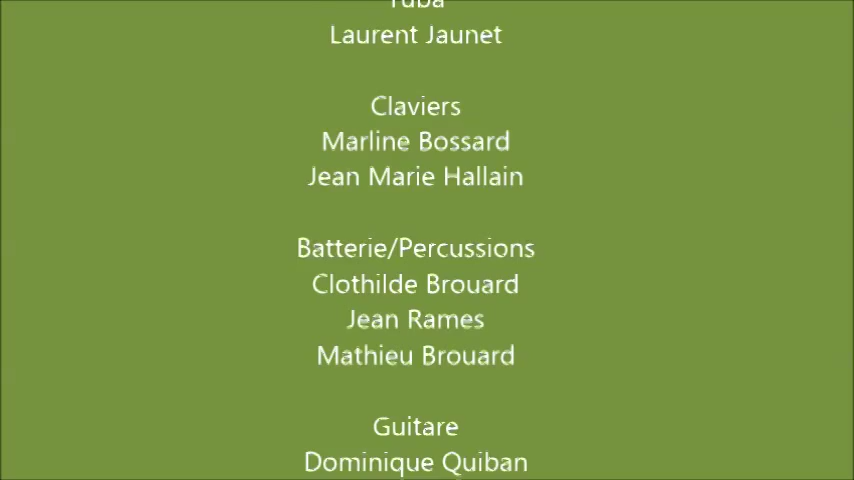 Tuba
Laurent Jaunet
Claviers
Marline Bossard
Jean Marie Hallain
Batterie/Percussions
Clothilde Brouard
Jean Rames
Mathieu Brouard
Guitare
Dominique Quiban